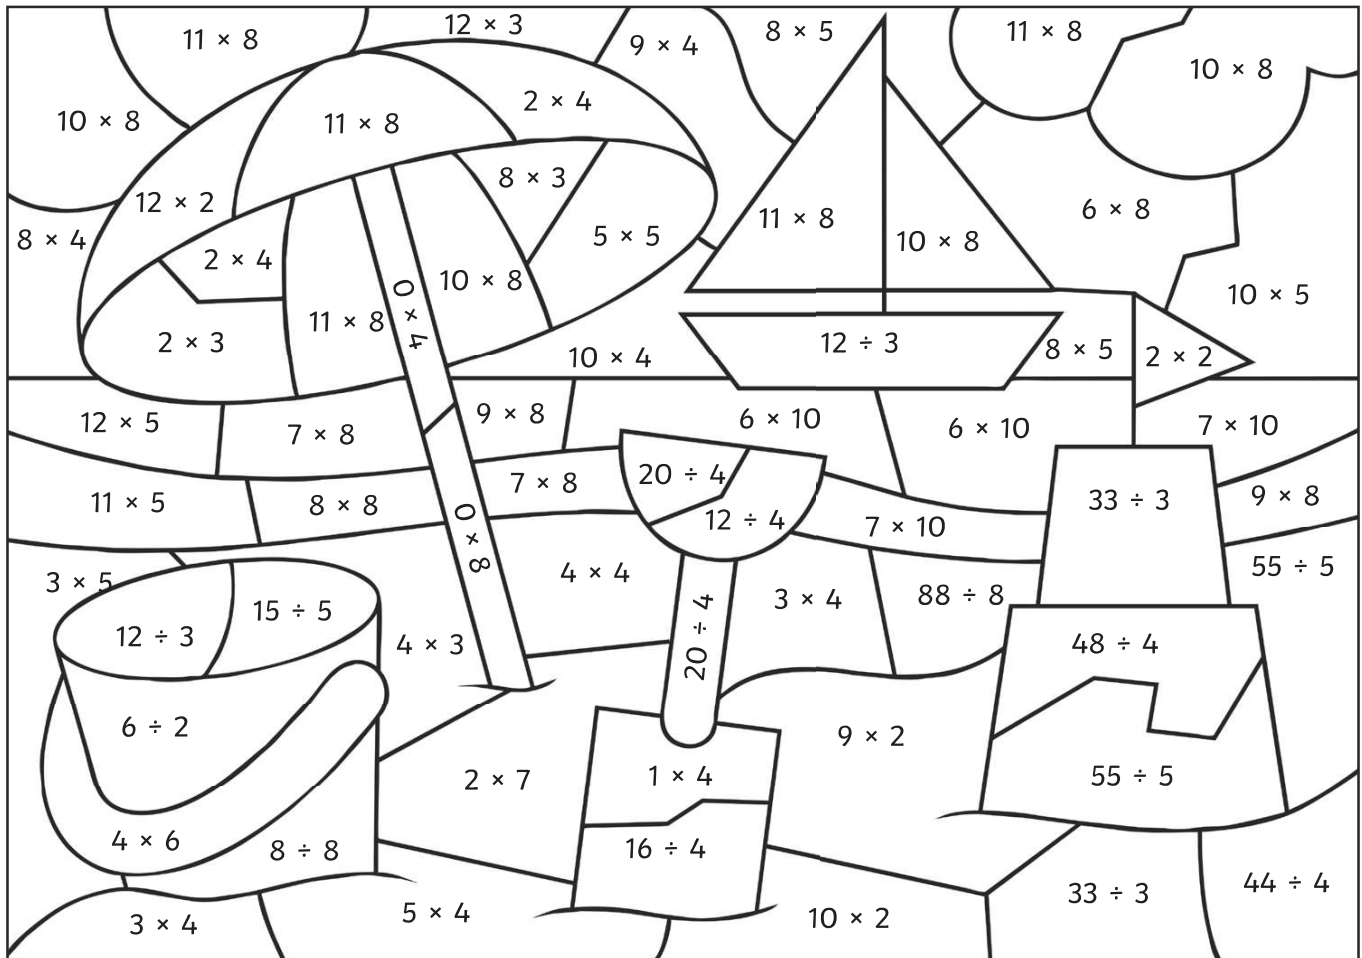 11 × 8
12 × 3
9 × 4
8 × 5
11 × 8
10 × 8
10 × 8
11 × 8
2 × 4
12 × 2
8 × 3
11 × 8
10 × 8
6 × 8
8 × 4
2 × 4
5 × 5
10 × 8
10 × 5
2 × 3
11 × 8
0 × 4
10 × 4
12 ÷ 3
8 × 5
2 × 2
12 × 5
7 × 8
9 × 8
6 × 10
6 × 10
7 × 10
11 × 5
8 × 8
7 × 8
20 ÷ 4
33 ÷ 3
9 × 8
12 ÷ 4
7 × 10
0 × 8
3 × 5
4 × 4
3 × 4
88 ÷ 8
55 ÷ 5
12 ÷ 3
15 ÷ 5
4 × 3
20 ÷ 4
48 ÷ 4
6 ÷ 2
2 × 7
1 × 4
9 × 2
55 ÷ 5
4 × 6
8 ÷ 8
16 ÷ 4
3 × 4
5 × 4
10 × 2
33 ÷ 3
44 ÷ 4